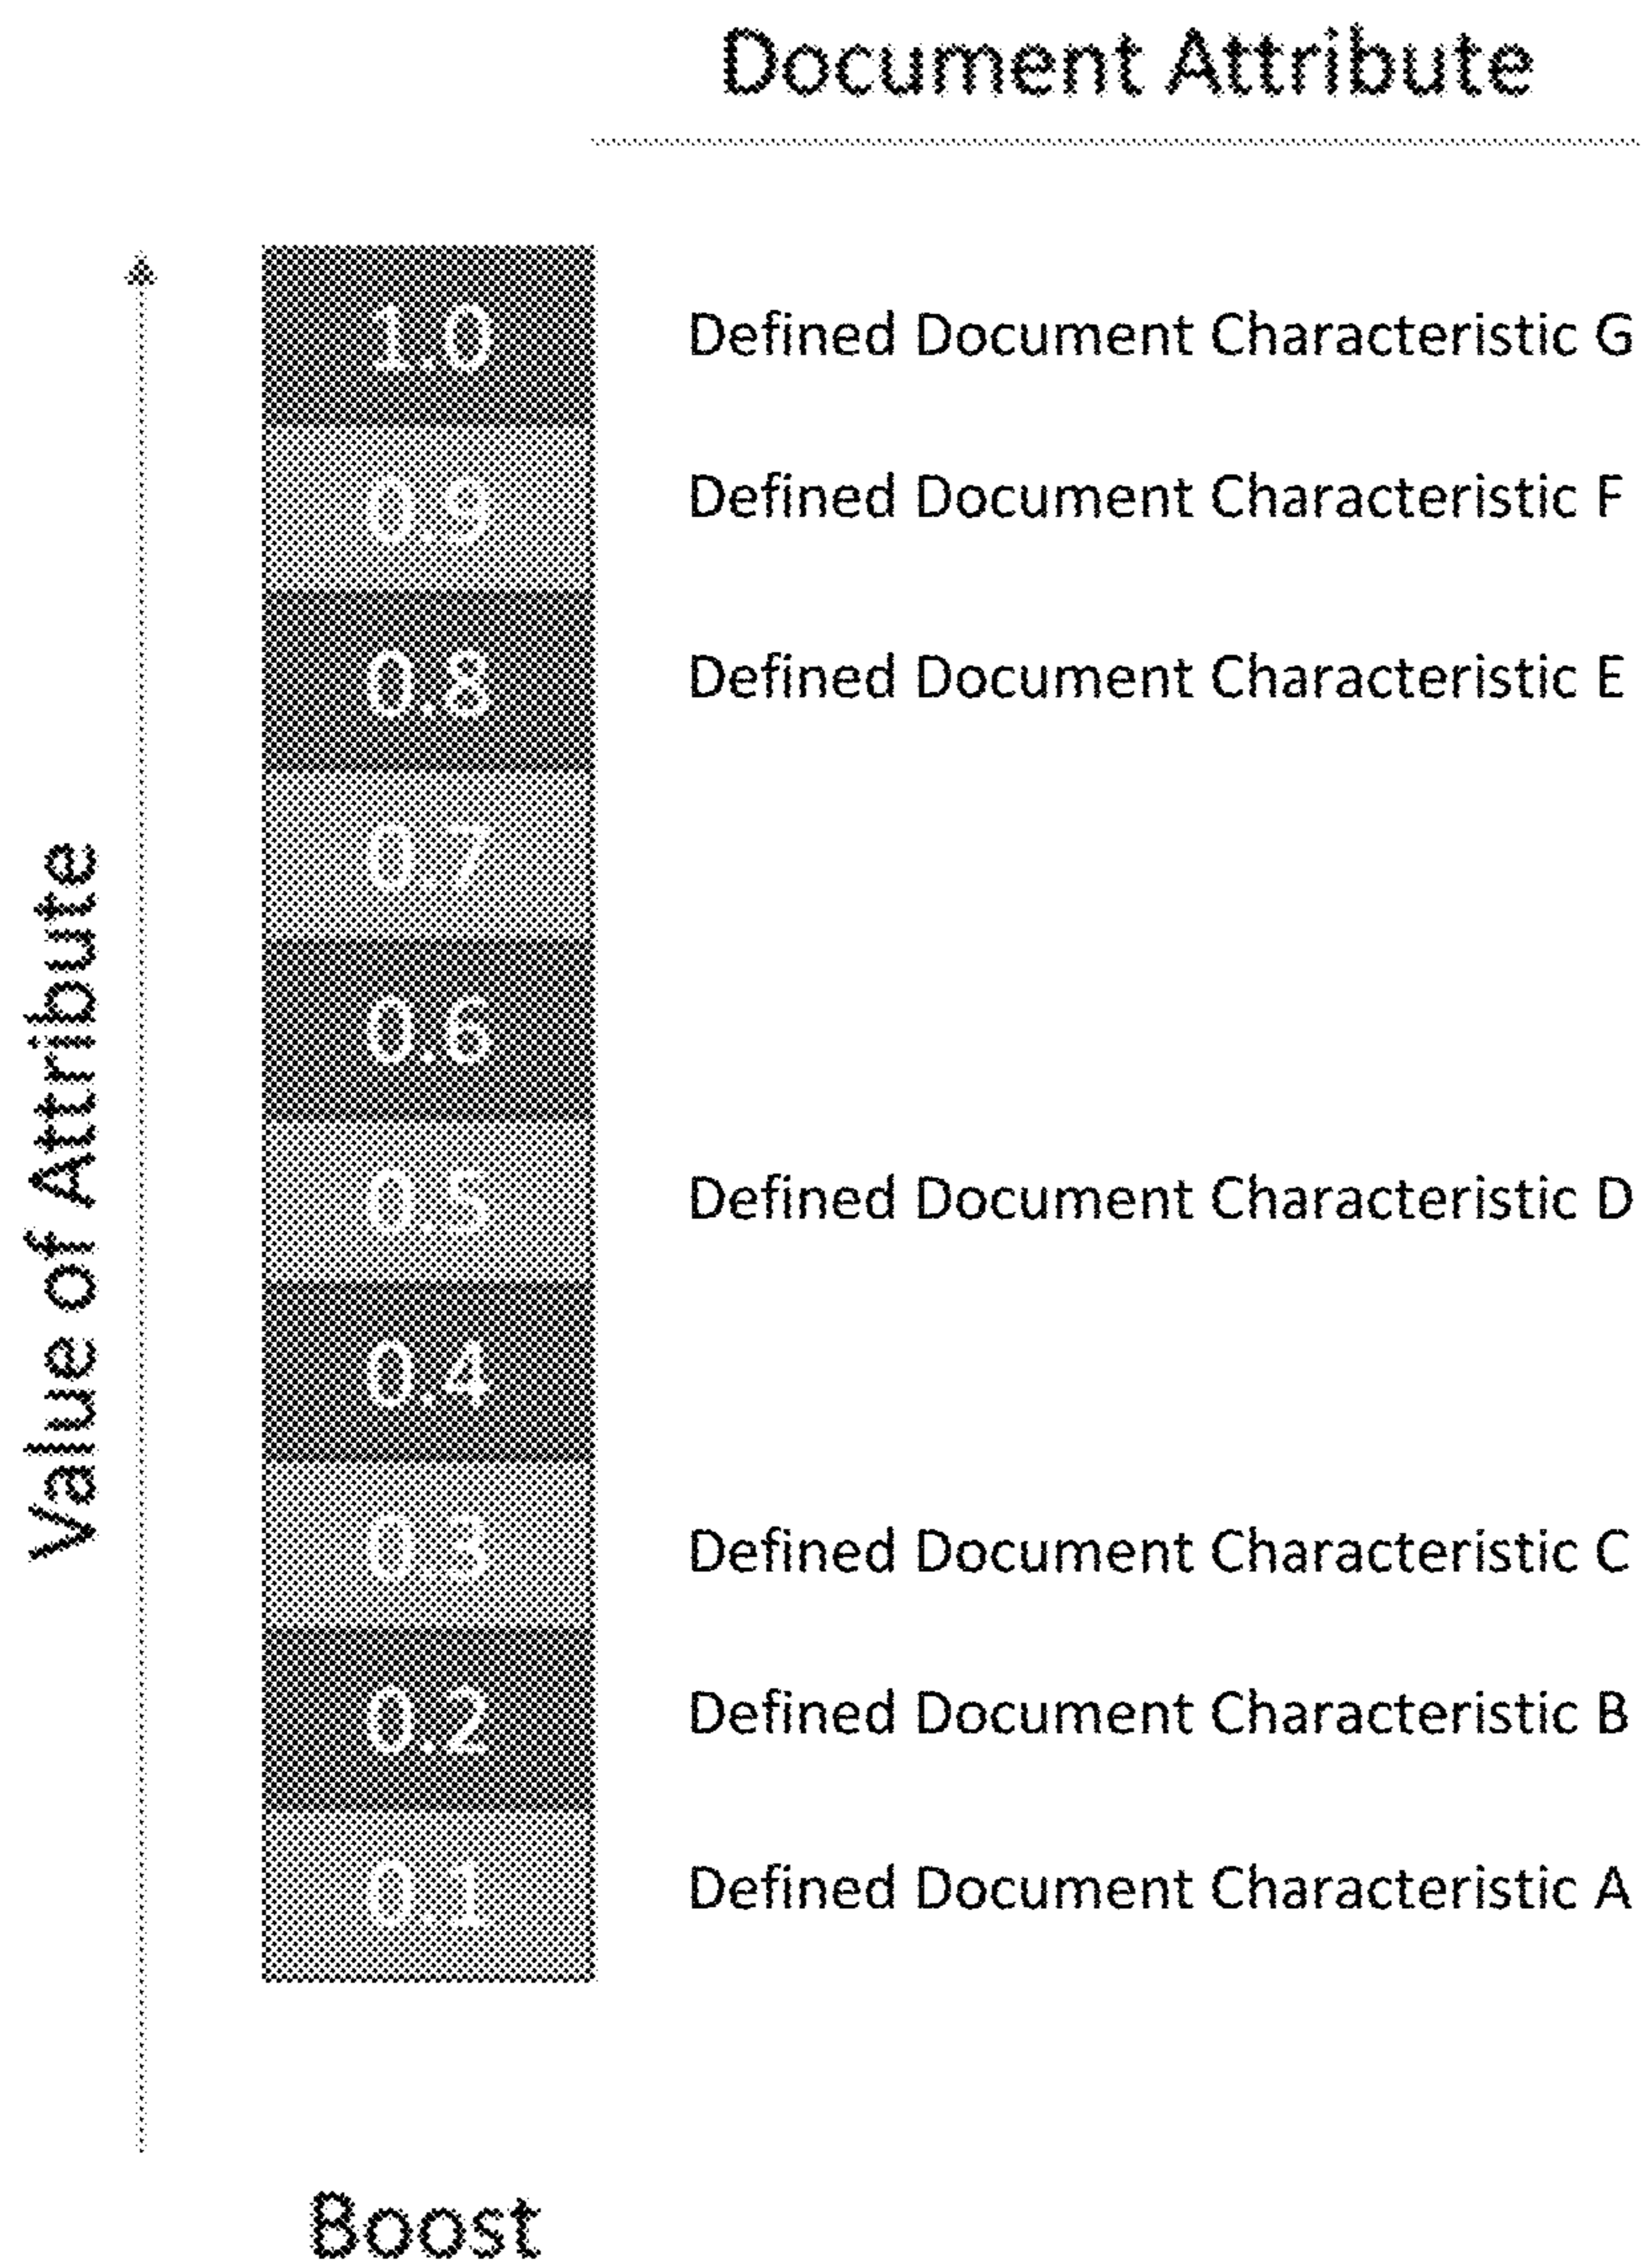 Document Attribute
1.0 Defined Document Characteristic G
0.9 Defined Document Characteristic F
0.8 Defined Document Characteristic E
0.7
0.6
0.5 Defined Document Characteristic D
0.4
0.3 Defined Document Characteristic C
0.2 Defined Document Characteristic B
0.1 Defined Document Characteristic A
Value of Attribute
Boost